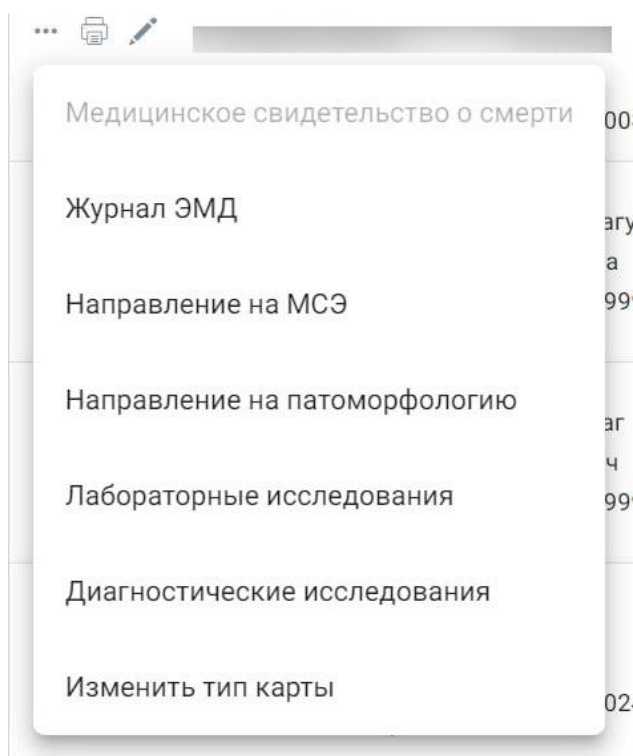 Медицинское свидетельство о смерти
Журнал ЭМД
Направление на МСЭ
Направление на патоморфологию
Лабораторные исследования
Диагностические исследования
Изменить тип карты